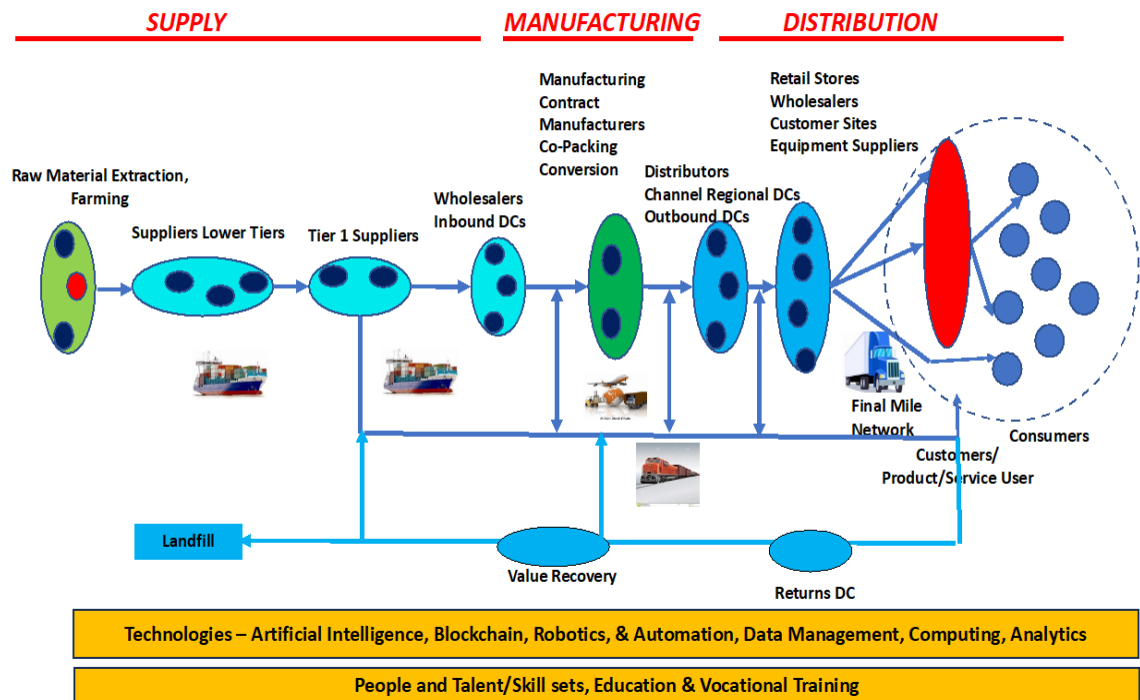 SUPPLY
MANUFACTURING
DISTRIBUTION
Raw Material Extraction,
Farming
Suppliers Lower Tiers
Tier 1 Suppliers
Wholesalers
Inbound DCs
Manufacturing
Contract
Manufacturers
Co-Packing
Conversion
Distributors
Channel Regional DCs
Outbound DCs
Retail Stores
Wholesalers
Customer Sites
Equipment Suppliers
Final Mile
Network
Consumers
Customers/
Product/Service User
Landfill
Value Recovery
Returns DC
Technologies – Artificial Intelligence, Blockchain, Robotics, & Automation, Data Management, Computing, Analytics
People and Talent/Skill sets, Education & Vocational Training